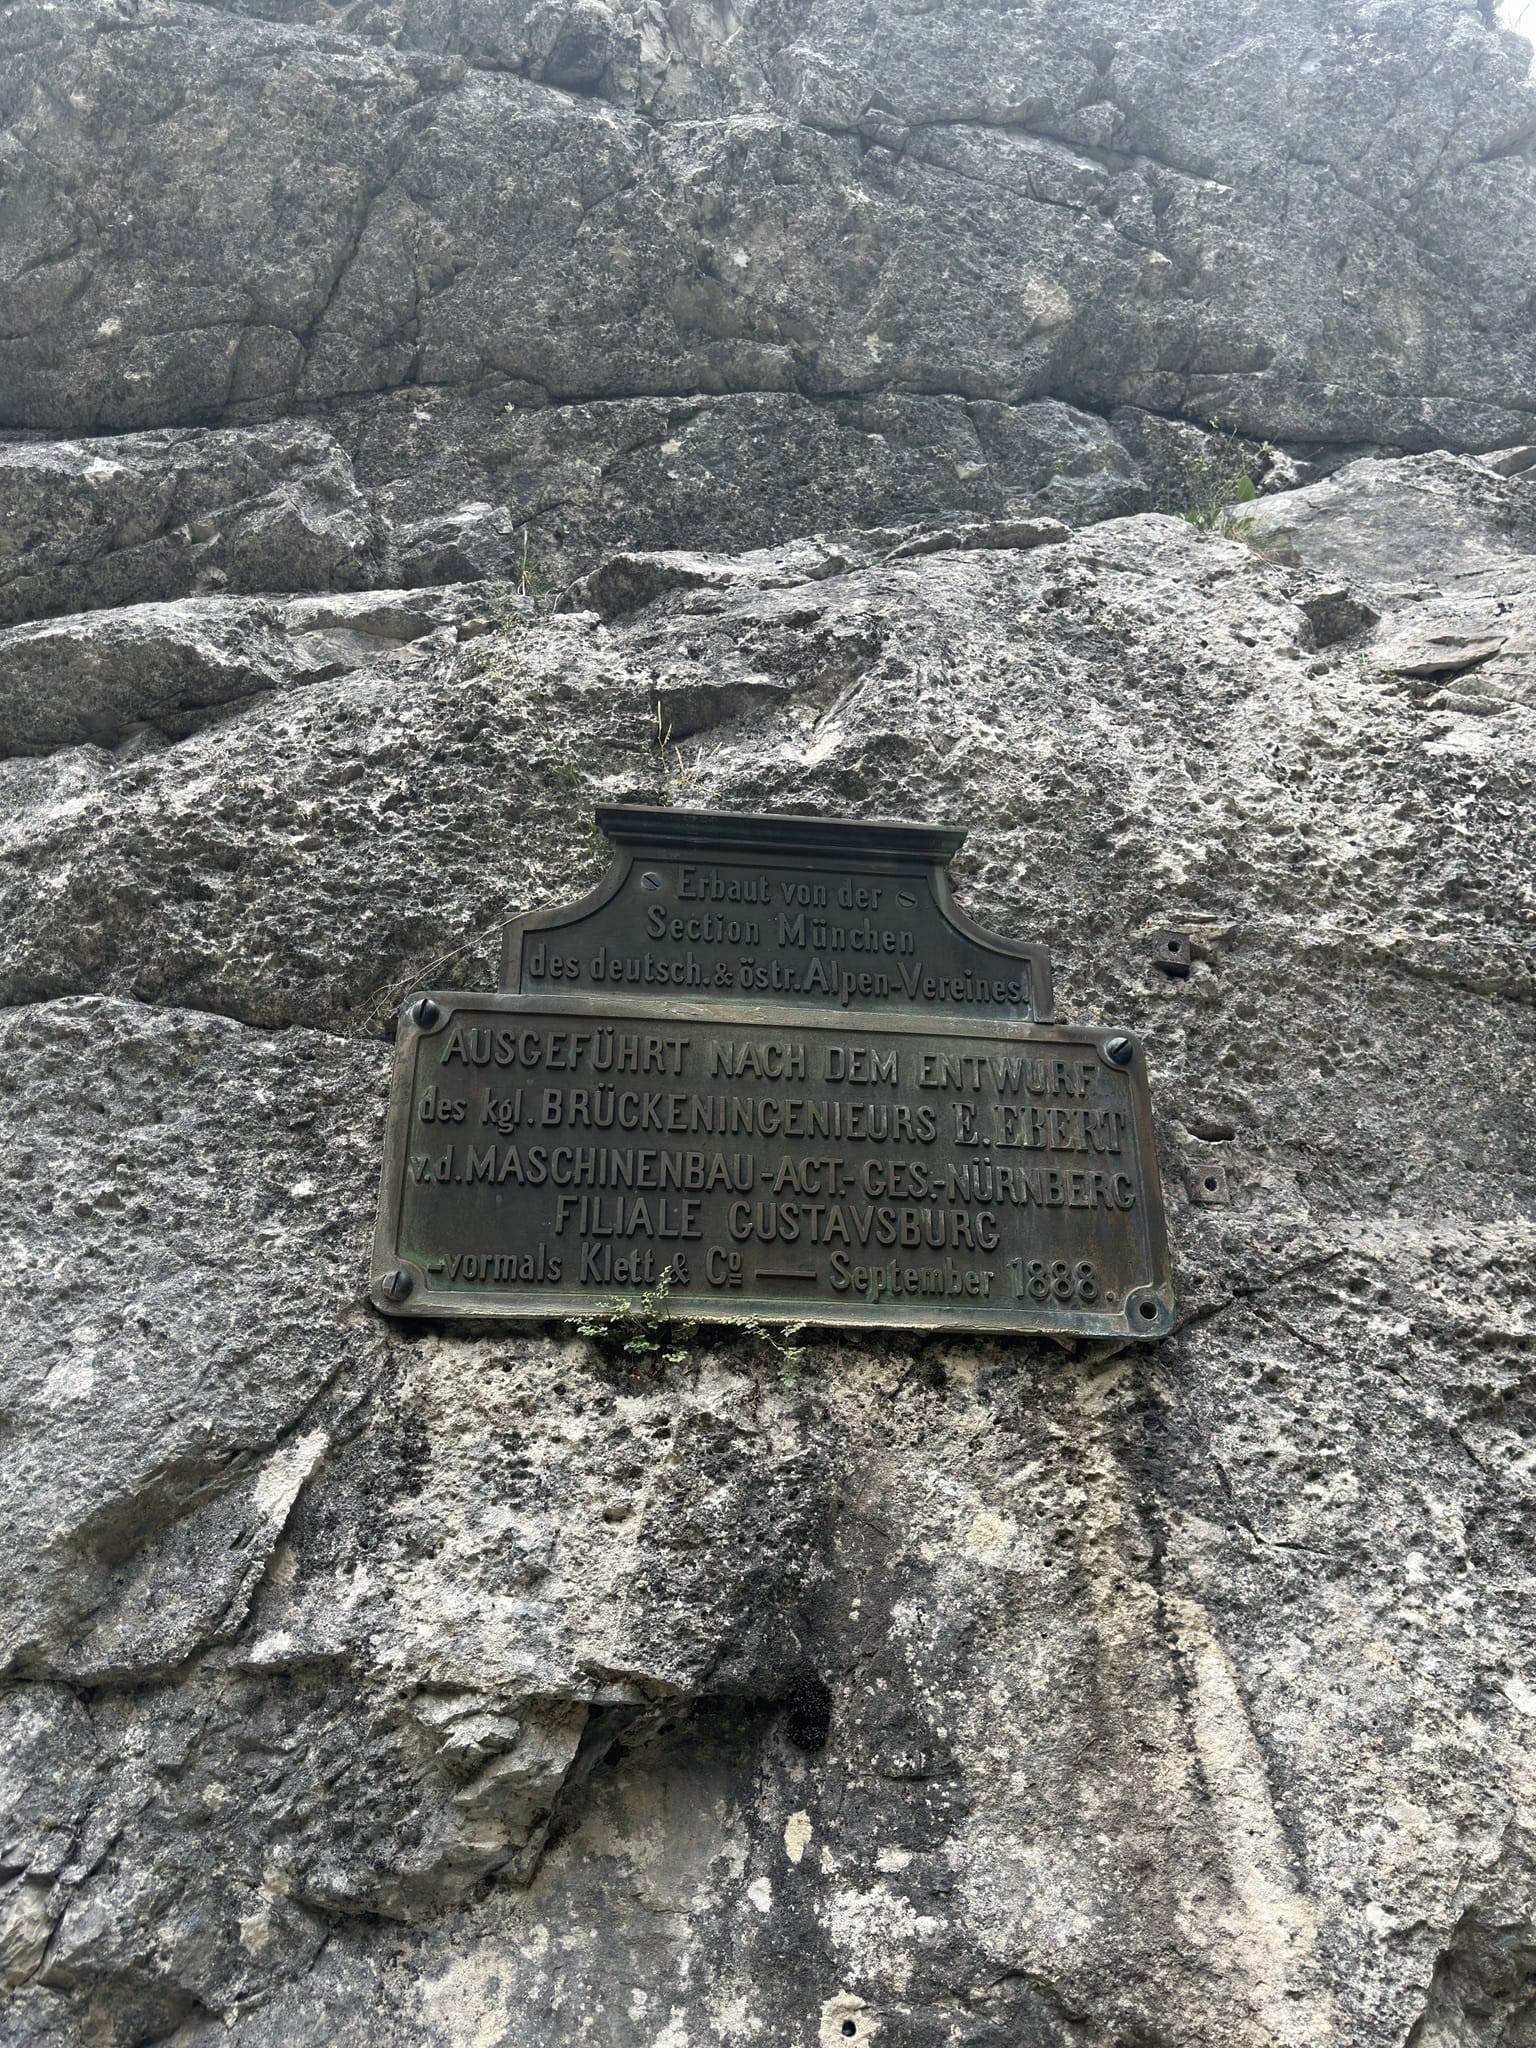 Erbaut von der
Section München
des deutsch. & östr. Alpen-Vereines.
AUSGEFÜHRT NACH DEM ENTWURF
des kgl. BRÜCKENINGENIEURS E. EBERT
v.d. MASCHINENBAU-ACT.-GES.-NÜRNBERG
FILIALE GUSTAVSBURG
-vormals Klett & Co — September 1888.